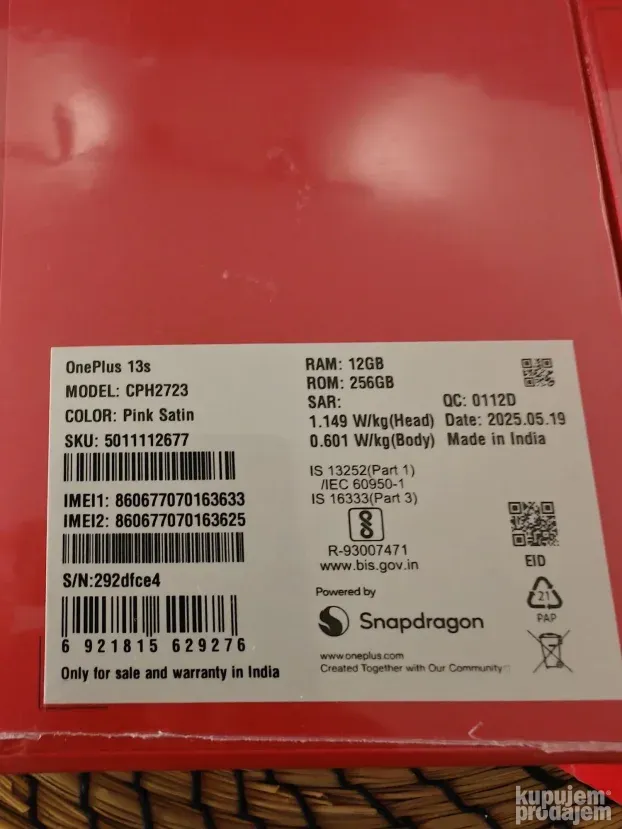 OnePlus 13s
MODEL: CPH2723
COLOR: Pink Satin
SKU: 5011112677
IMEI1: 860677070163633
IMEI2: 860677070163625
S/N:292dfce4
6 921815 629276
Only for sale and warranty in India
RAM: 12GB
ROM: 256GB
SAR:
1.149 W/kg(Head)
0.601 W/kg(Body)
QC: 0112D
Date: 2025.05.19
Made in India
IS 13252(Part 1)
/IEC 60950-1
IS 16333(Part 3)
R-93007471
www.bis.gov.in
Powered by
Snapdragon
www.oneplus.com
Created Together with Our Community
EID
21
PAP
kupujem
prodajem